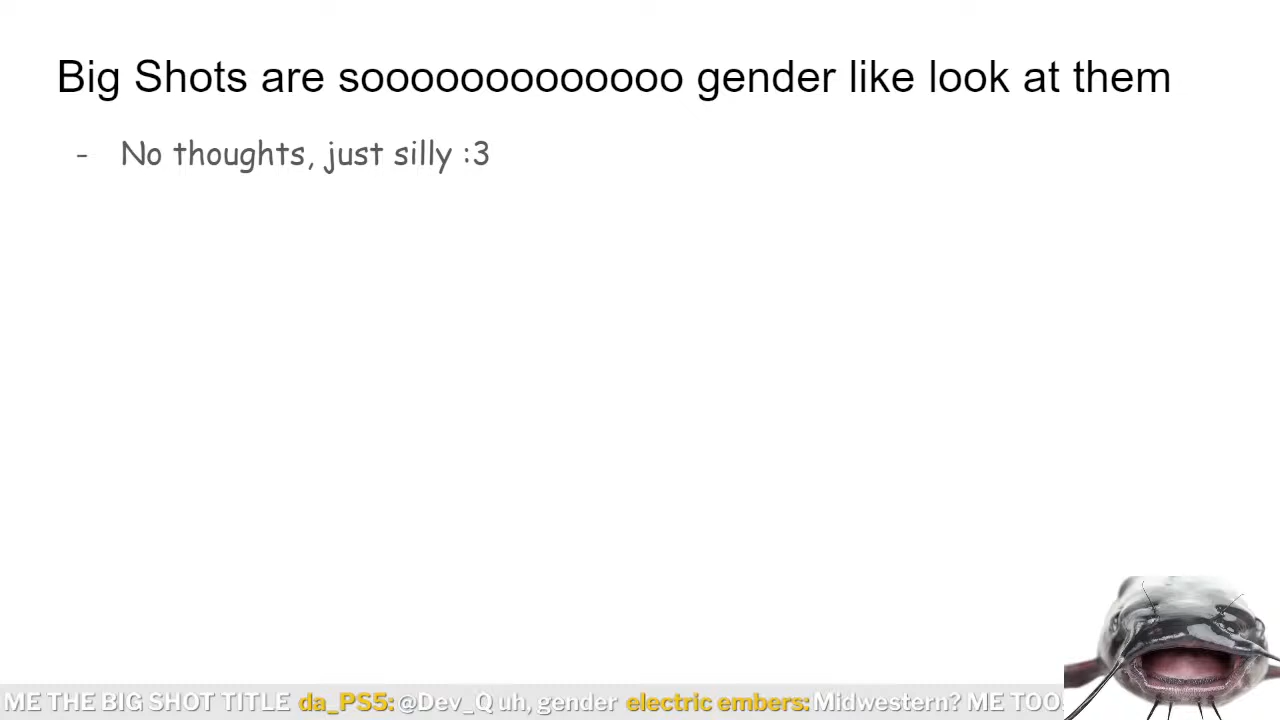 Big Shots are sooooooooooooo gender like look at them
- No thoughts, just silly :3
ME THE BIG SHOT TITLE da_PS5: @Dev_Q uh, gender electric embers: Midwestern? ME TOO